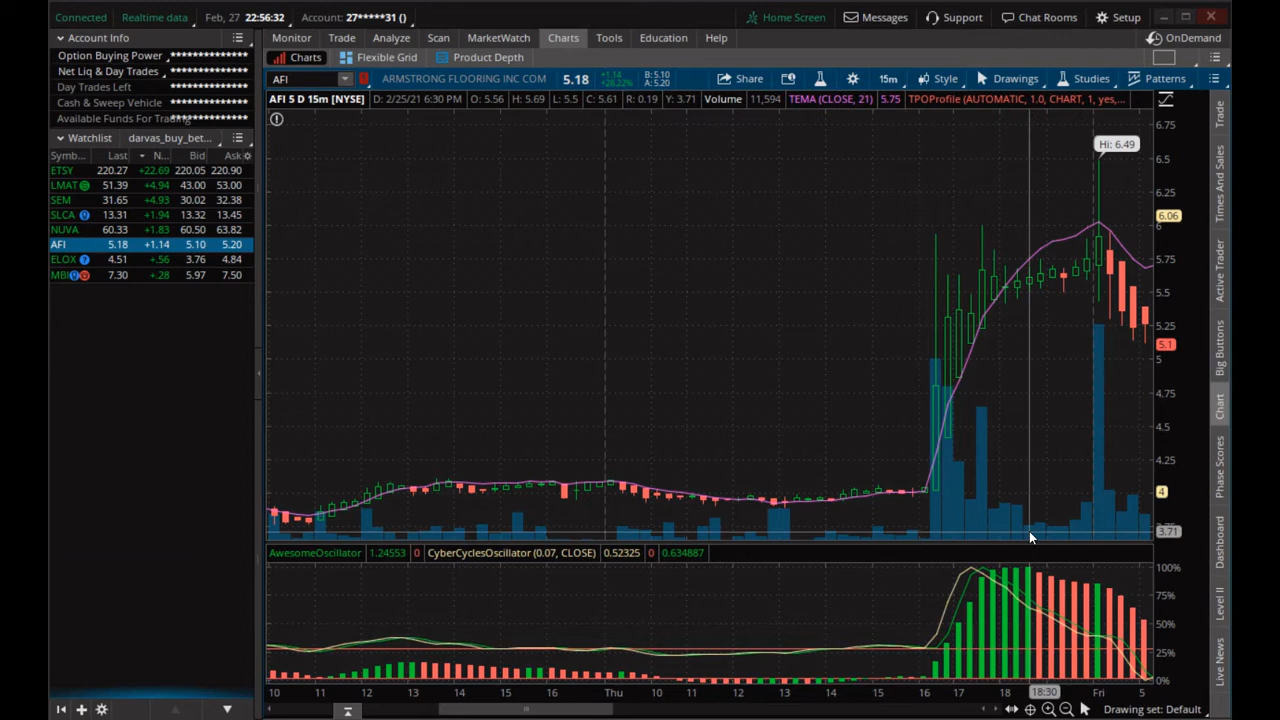 Connected Realtime data Feb, 27 22:56:32 Account: 27*****31 () Home Screen Messages Support Chat Rooms Setup
Account Info Monitor Trade Analyze Scan MarketWatch Charts Tools Education Help OnDemand
Option Buying Power ****************
Net Liq & Day Trades ****************
Day Trades Left ****************
Cash & Sweep Vehicle ****************
Available Funds For Trading ****************
Charts Flexible Grid Product Depth
AFI ARMSTRONG FLOORING INC COM 5.18 +1.14 +28.22% B: 5.10 A: 5.20 Share 15m Style Drawings Studies Patterns
AFI 5 D 15m [NYSE] D: 2/25/21 6:30 PM O: 5.56 H: 5.69 L: 5.5 C: 5.61 R: 0.19 Y: 3.71 Volume 11,594 TEMA (CLOSE, 21) 5.75 TPOProfile (AUTOMATIC, 1.0, CHART, 1, yes,...
Watchlist darvas_buy_bet...
Symb... Last N... Bid Ask
ETSY 220.27 +22.69 220.05 220.90
LMAT 51.39 +4.94 43.00 53.00
SEM 31.65 +4.93 30.02 32.38
SLCA 13.31 +1.94 13.32 13.45
NUVA 60.33 +1.83 60.50 63.82
AFI 5.18 +1.14 5.10 5.20
ELOX 4.51 +.56 3.76 4.84
MBI 7.30 +.28 5.97 7.50
Hi: 6.49
6.75
6.5
6.25
6.06
6
5.75
5.5
5.25
5.1
5
4.75
4.5
4.25
4
3.71
AwesomeOscillator 1.24553 0 CyberCyclesOscillator (0.07, CLOSE) 0.52325 0 0.634887
100%
75%
50%
25%
0%
10 11 12 13 14 15 16 Thu 10 11 12 13 14 15 16 17 18 18:30 Fri 5
Drawing set: Default
Trade
Times And Sales
Active Trader
Big Buttons
Chart
Phase Scores
Dashboard
Level II
Live News